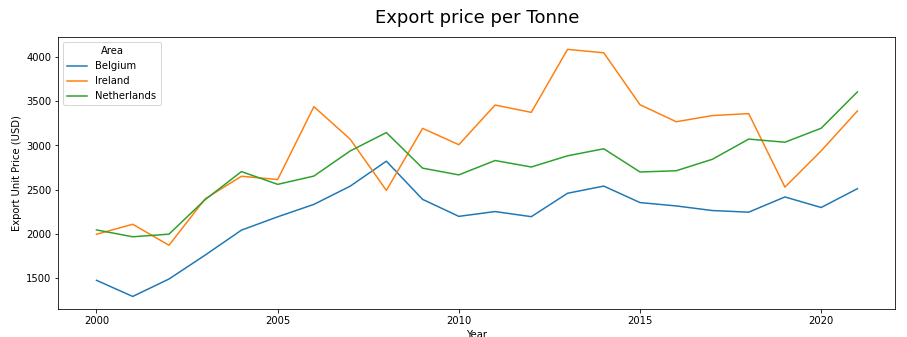 Export price per Tonne
Area
Belgium
Ireland
Netherlands
Export Unit Price (USD)
4000
3500
3000
2500
2000
1500
2000
2005
2010
2015
2020
Year